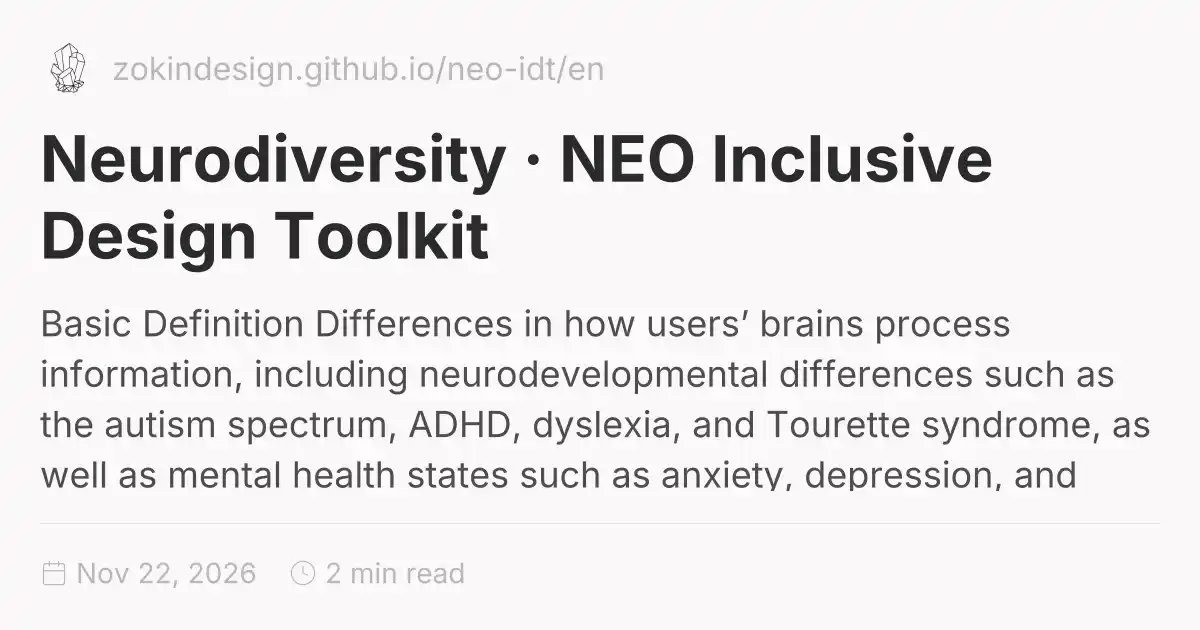 zokindesign.github.io/neo-idt/en
Neurodiversity · NEO Inclusive
Design Toolkit
Basic Definition Differences in how users’ brains process
information, including neurodevelopmental differences such as
the autism spectrum, ADHD, dyslexia, and Tourette syndrome, as
well as mental health states such as anxiety, depression, and
Nov 22, 2026 2 min read